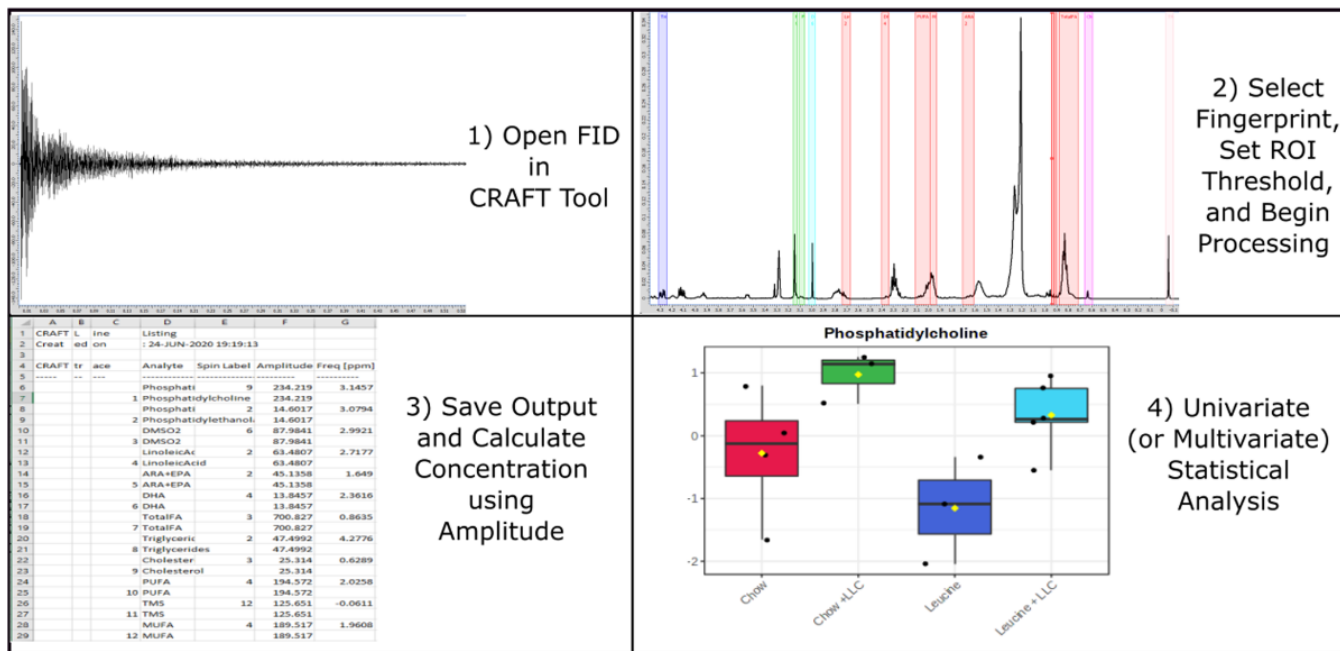 1) Open FID
in
CRAFT Tool
2) Select
Fingerprint,
Set ROI
Threshold,
and Begin
Processing
A B C D E F G
1 CRAFT L ine Listing
2 Creat ed on : 24-JUN-2020 19:19:13
3
4 CRAFT tr ace Analyte Spin Label Amplitude Freq [ppm]
5 ----- -- --- ------------- ------------- ------------- ----------
6 Phosphati 9 234.219 3.1457
7 1 Phosphatidylcholine 234.219
8 Phosphati 2 14.6017 3.0794
9 2 Phosphatidylethanol 14.6017
10 DMSO2 6 87.9841 2.9921
11 3 DMSO2 87.9841
12 LinoleicAc 2 63.4807 2.7177
13 4 LinoleicAcid 63.4807
14 ARA+EPA 2 45.1358 1.649
15 5 ARA+EPA 45.1358
16 DHA 4 13.8457 2.3616
17 6 DHA 13.8457
18 TotalFA 3 700.827 0.8635
19 7 TotalFA 700.827
20 Triglyceric 2 47.4992 4.2776
21 8 Triglycerides 47.4992
22 Cholester 3 25.314 0.6289
23 9 Cholesterol 25.314
24 PUFA 4 194.572 2.0258
25 10 PUFA 194.572
26 TMS 12 125.651 -0.0611
27 11 TMS 125.651
28 MUFA 4 189.517 1.9608
29 12 MUFA 189.517
3) Save Output
and Calculate
Concentration
using
Amplitude
Phosphatidylcholine
1
0
-1
-2
Chow
Chow +LLC
Leucine
Leucine + LLC
4) Univariate
(or Multivariate)
Statistical
Analysis